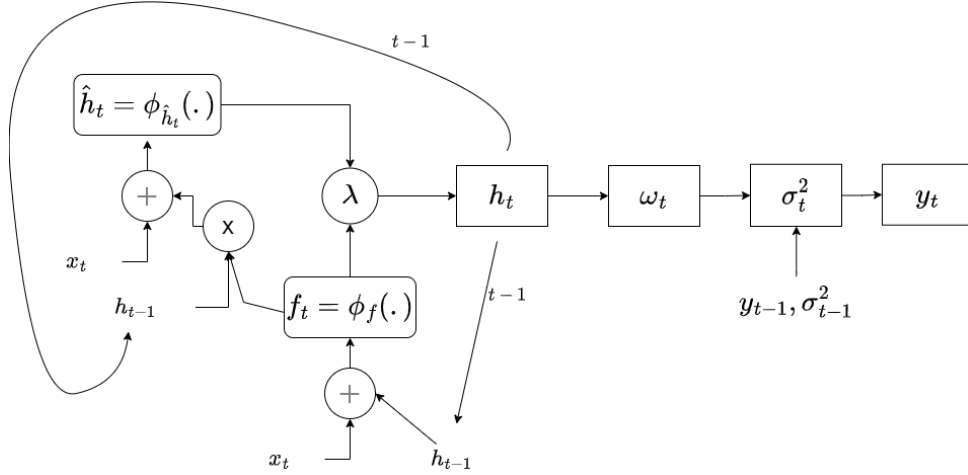 t − 1
ĥ_t = ϕ_{ĥ_t}(.)
+
λ
h_t
ω_t
σ_t^2
y_t
x
x_t
h_{t−1}
f_t = ϕ_f(.)
t − 1
y_{t−1}, σ_{t−1}^2
+
x_t
h_{t−1}